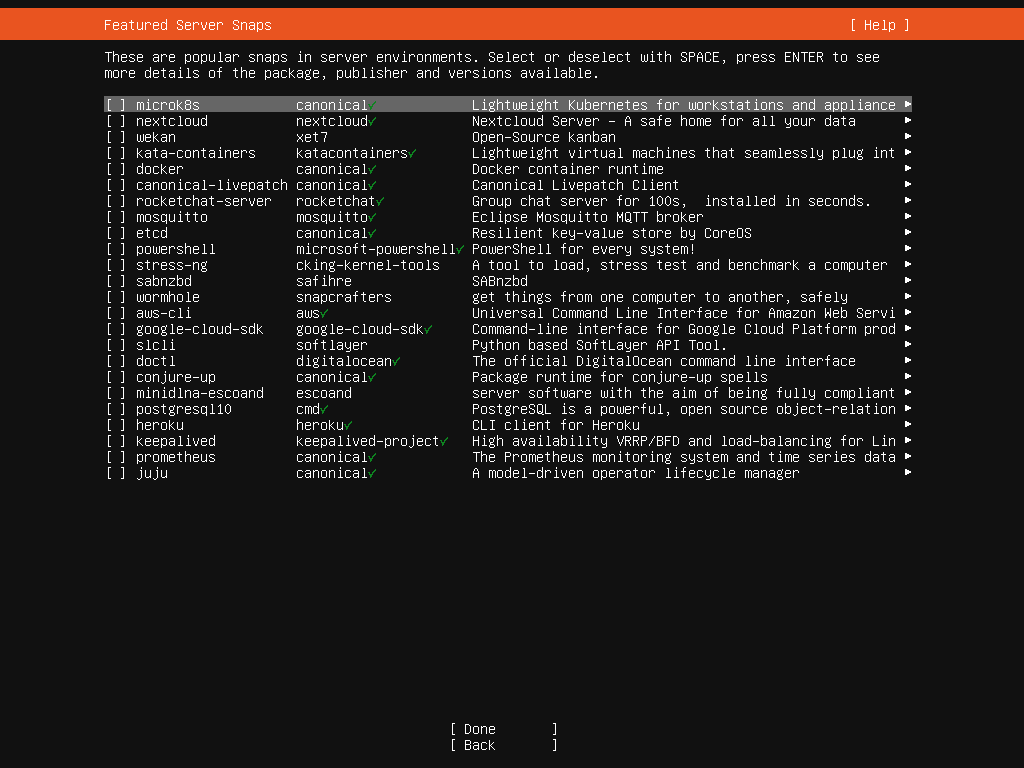 Featured Server Snaps [ Help ]
These are popular snaps in server environments. Select or deselect with SPACE, press ENTER to see
more details of the package, publisher and versions available.
[ ] microk8s canonical✓ Lightweight Kubernetes for workstations and appliance ►
[ ] nextcloud nextcloud✓ Nextcloud Server - A safe home for all your data ►
[ ] wekan xet7 Open-Source kanban ►
[ ] kata-containers katacontainers✓ Lightweight virtual machines that seamlessly plug int ►
[ ] docker canonical✓ Docker container runtime ►
[ ] canonical-livepatch canonical✓ Canonical Livepatch Client ►
[ ] rocketchat-server rocketchat✓ Group chat server for 100s,  installed in seconds. ►
[ ] mosquitto mosquitto✓ Eclipse Mosquitto MQTT broker ►
[ ] etcd canonical✓ Resilient key-value store by CoreOS ►
[ ] powershell microsoft-powershell✓ PowerShell for every system! ►
[ ] stress-ng cking-kernel-tools A tool to load, stress test and benchmark a computer ►
[ ] sabnzbd safihre SABnzbd ►
[ ] wormhole snapcrafters get things from one computer to another, safely ►
[ ] aws-cli aws✓ Universal Command Line Interface for Amazon Web Servi ►
[ ] google-cloud-sdk google-cloud-sdk✓ Command-line interface for Google Cloud Platform prod ►
[ ] slcli softlayer Python based SoftLayer API Tool. ►
[ ] doctl digitalocean✓ The official DigitalOcean command line interface ►
[ ] conjure-up canonical✓ Package runtime for conjure-up spells ►
[ ] minidlna-escoand escoand server software with the aim of being fully compliant ►
[ ] postgresql10 cmd✓ PostgreSQL is a powerful, open source object-relation ►
[ ] heroku heroku✓ CLI client for Heroku ►
[ ] keepalived keepalived-project✓ High availability VRRP/BFD and load-balancing for Lin ►
[ ] prometheus canonical✓ The Prometheus monitoring system and time series data ►
[ ] juju canonical✓ A model-driven operator lifecycle manager ►
[ Done ]
[ Back ]